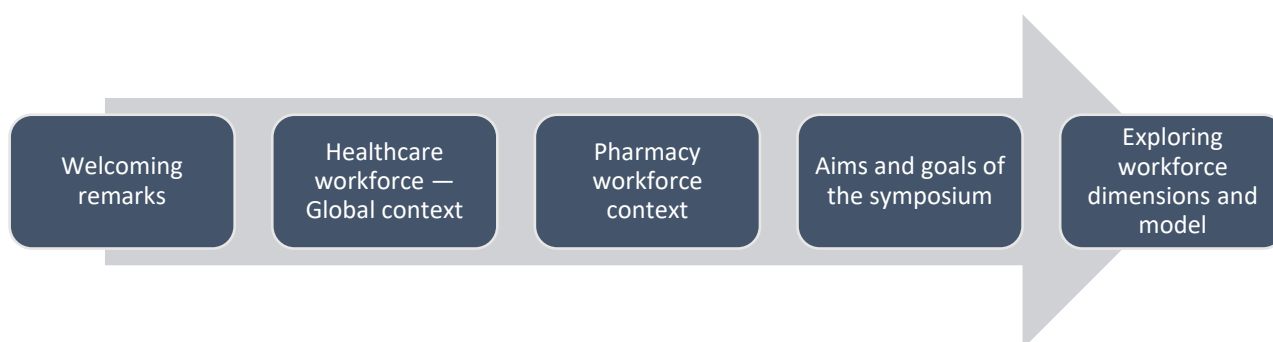 Welcoming
remarks
Healthcare
workforce —
Global context
Pharmacy
workforce
context
Aims and goals of
the symposium
Exploring
workforce
dimensions and
model